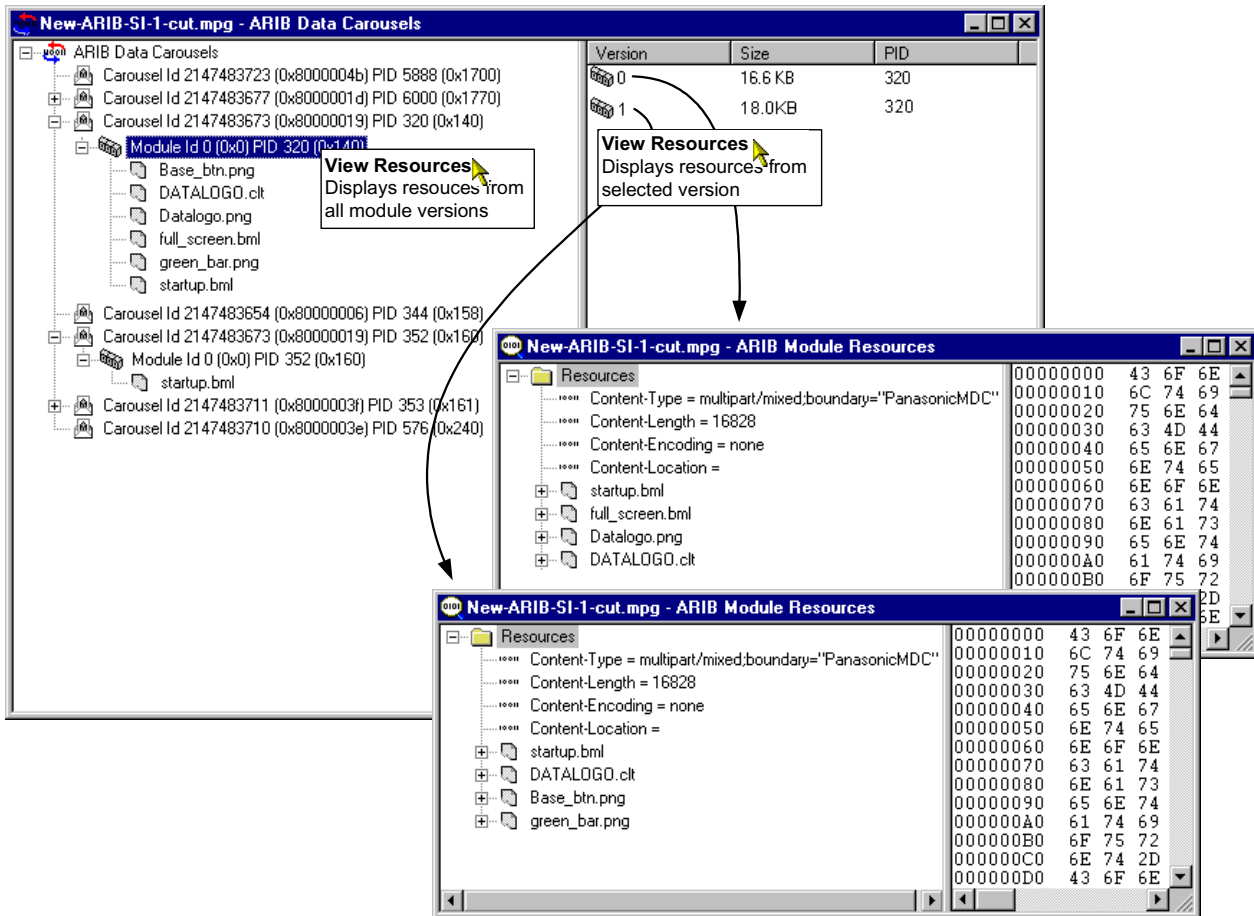 New-ARIB-SI-1-cut.mpg - ARIB Data Carousels
ARIB Data Carousels
Carousel Id 2147483723 (0x8000004b) PID 5888 (0x1700)
Carousel Id 2147483677 (0x8000001d) PID 6000 (0x1770)
Carousel Id 2147483673 (0x80000019) PID 320 (0x140)
Module Id 0 (0x0) PID 320 (0x140)
Base_btn.png
DATALOGO.clt
Datalogo.png
full_screen.bml
green_bar.png
startup.bml
Carousel Id 2147483654 (0x80000006) PID 344 (0x158)
Carousel Id 2147483673 (0x80000019) PID 352 (0x160)
Module Id 0 (0x0) PID 352 (0x160)
startup.bml
Carousel Id 2147483711 (0x8000003f) PID 353 (0x161)
Carousel Id 2147483710 (0x8000003e) PID 576 (0x240)
View Resources
Displays resouces from
all module versions
Version Size PID
0 16.6 KB 320
1 18.0KB 320
View Resources
Displays resources from
selected version
New-ARIB-SI-1-cut.mpg - ARIB Module Resources
Resources
Content-Type = multipart/mixed;boundary="PanasonicMDC"
Content-Length = 16828
Content-Encoding = none
Content-Location =
startup.bml
full_screen.bml
Datalogo.png
DATALOGO.clt
00000000 43 6F 6E
00000010 6C 74 69
00000020 75 6E 64
00000030 63 4D 44
00000040 65 6E 67
00000050 6E 74 65
00000060 6E 6F 6E
00000070 63 61 74
00000080 6E 61 73
00000090 65 6E 74
000000A0 61 74 69
000000B0 6F 75 72
2D
6E
New-ARIB-SI-1-cut.mpg - ARIB Module Resources
Resources
Content-Type = multipart/mixed;boundary="PanasonicMDC"
Content-Length = 16828
Content-Encoding = none
Content-Location =
startup.bml
DATALOGO.clt
Base_btn.png
green_bar.png
00000000 43 6F 6E
00000010 6C 74 69
00000020 75 6E 64
00000030 63 4D 44
00000040 65 6E 67
00000050 6E 74 65
00000060 6E 6F 6E
00000070 63 61 74
00000080 6E 61 73
00000090 65 6E 74
000000A0 61 74 69
000000B0 6F 75 72
000000C0 6E 74 2D
000000D0 43 6F 6E